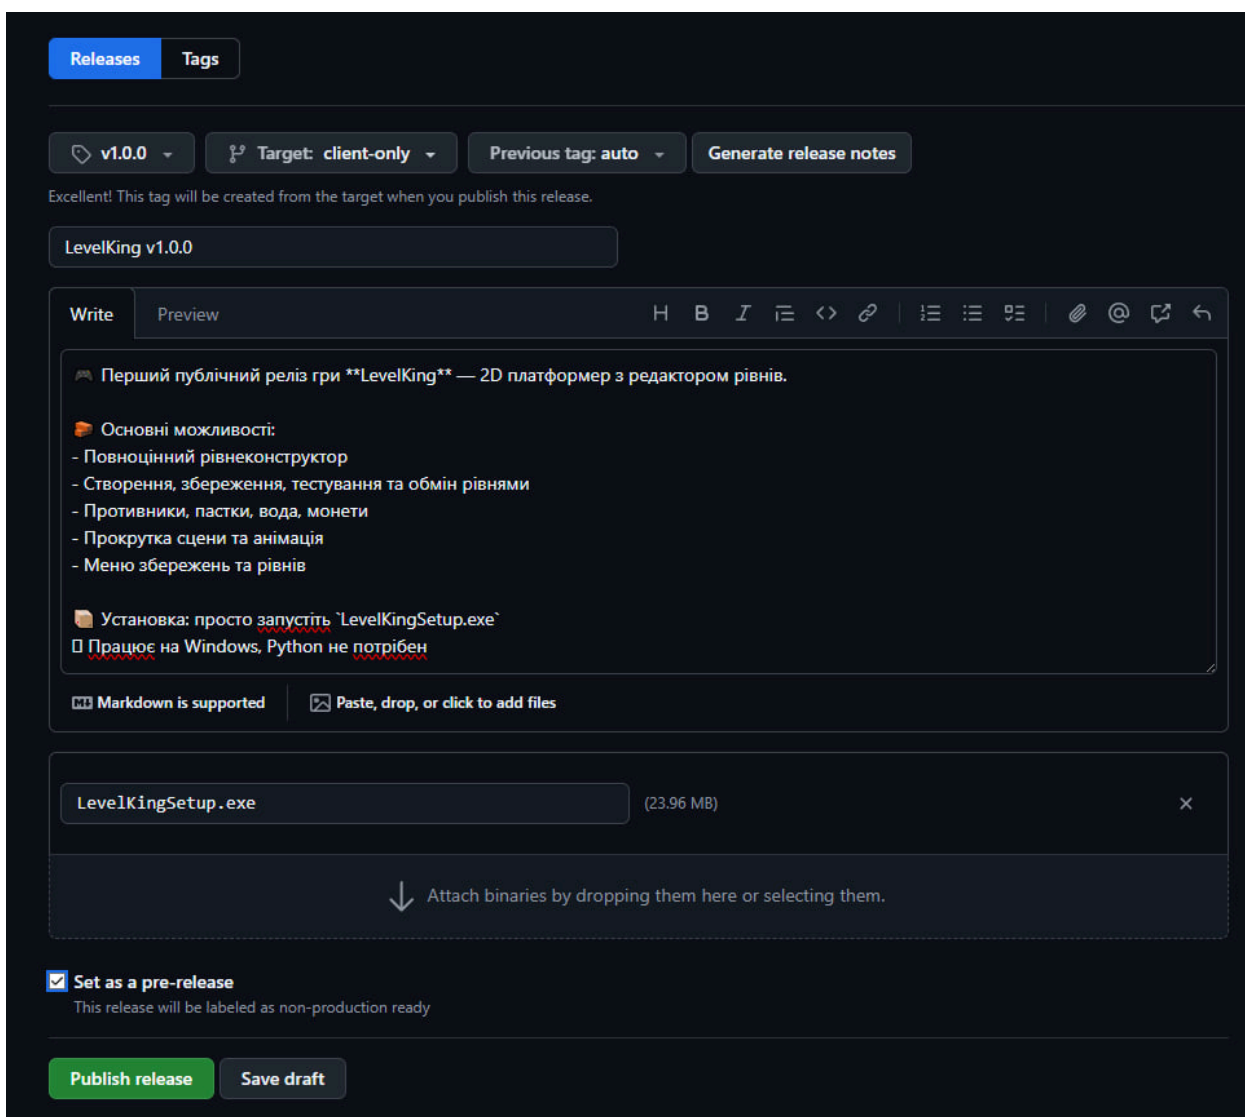 Releases Tags
v1.0.0 Target: client-only Previous tag: auto Generate release notes
Excellent! This tag will be created from the target when you publish this release.
LevelKing v1.0.0
Write Preview
🎮 Перший публічний реліз гри **LevelKing** — 2D платформер з редактором рівнів.
🧱 Основні можливості:
- Повноцінний рівнеконструктор
- Створення, збереження, тестування та обмін рівнями
- Противники, пастки, вода, монети
- Прокрутка сцени та анімація
- Меню збережень та рівнів
📦 Установка: просто запустіть `LevelKingSetup.exe`
▯ Працює на Windows, Python не потрібен
Markdown is supported Paste, drop, or click to add files
LevelKingSetup.exe (23.96 MB)
Attach binaries by dropping them here or selecting them.
Set as a pre-release
This release will be labeled as non-production ready
Publish release Save draft